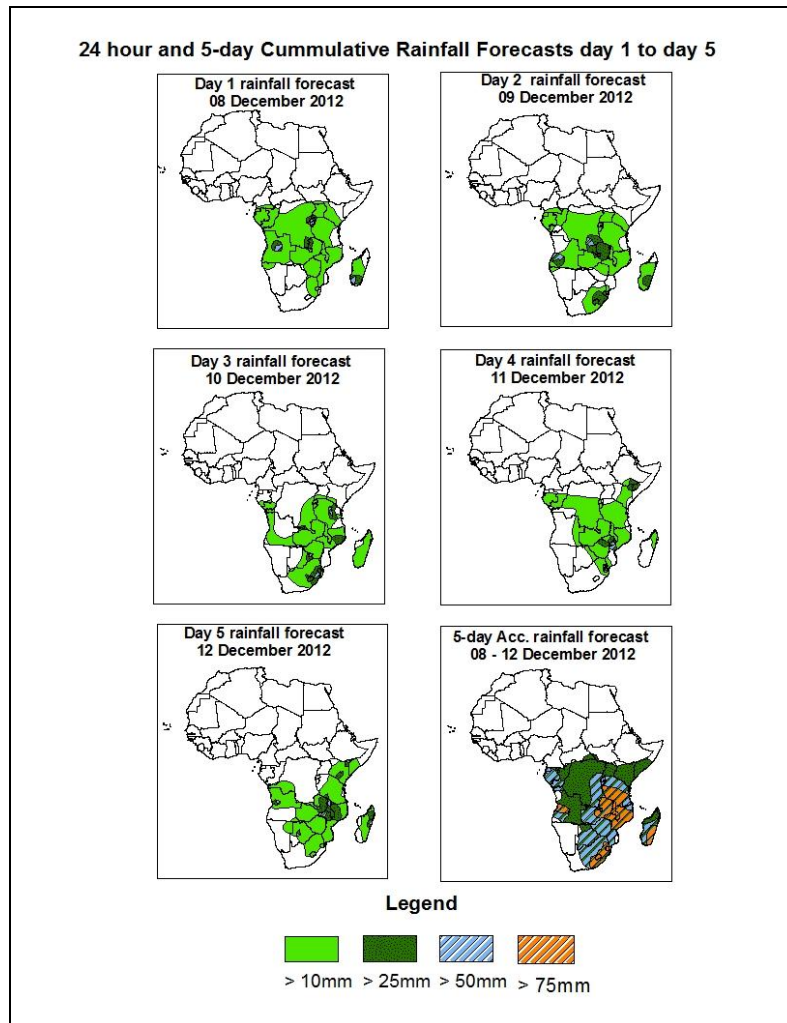 24 hour and 5-day Cummulative Rainfall Forecasts day 1 to day 5
Day 1 rainfall forecast
08 December 2012
Day 2 rainfall forecast
09 December 2012
Day 3 rainfall forecast
10 December 2012
Day 4 rainfall forecast
11 December 2012
Day 5 rainfall forecast
12 December 2012
5-day Acc. rainfall forecast
08 - 12 December 2012
Legend
> 10mm > 25mm > 50mm > 75mm